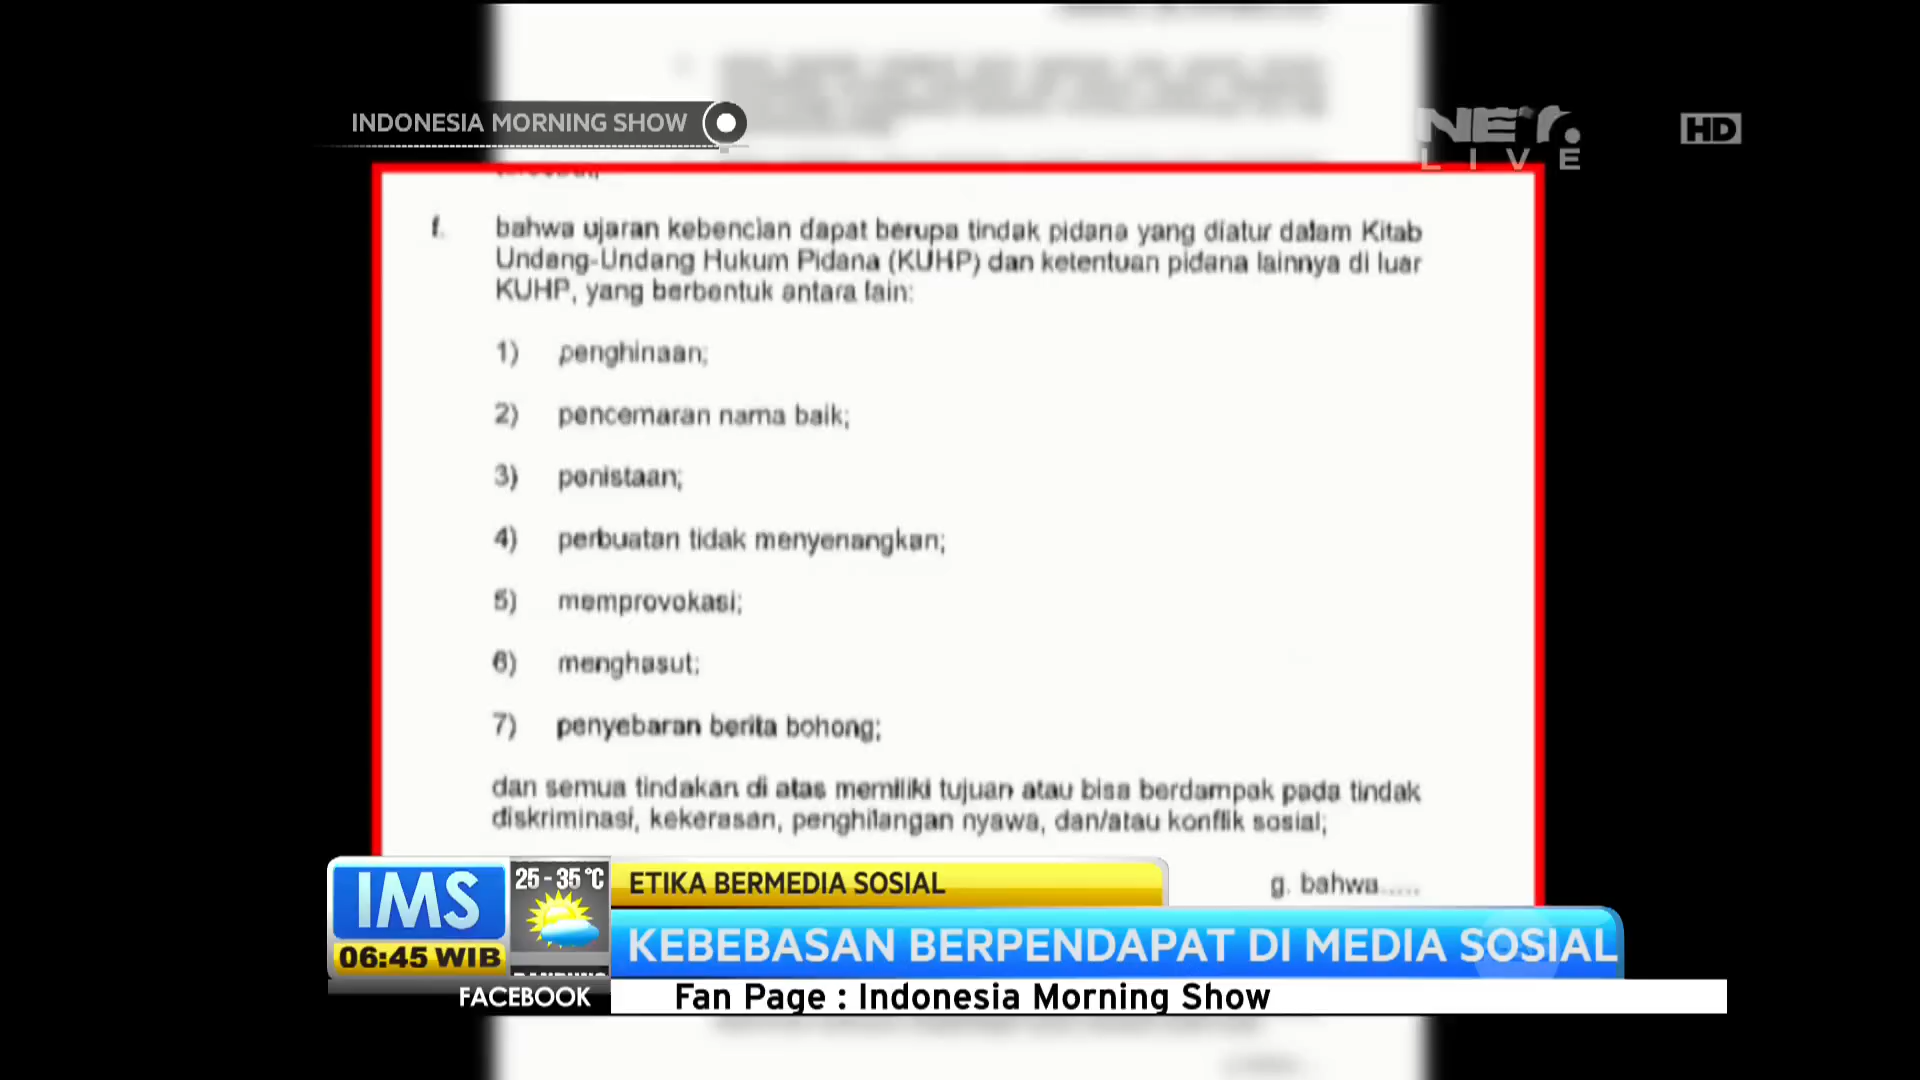 INDONESIA MORNING SHOW
NET.
LIVE
HD
f. bahwa ujaran kebencian dapat berupa tindak pidana yang diatur dalam Kitab
Undang-Undang Hukum Pidana (KUHP) dan ketentuan pidana lainnya di luar
KUHP, yang berbentuk antara lain:
1) penghinaan;
2) pencemaran nama baik;
3) penistaan;
4) perbuatan tidak menyenangkan;
5) memprovokasi;
6) menghasut;
7) penyebaran berita bohong;
dan semua tindakan di atas memiliki tujuan atau bisa berdampak pada tindak
diskriminasi, kekerasan, penghilangan nyawa, dan/atau konflik sosial;
g. bahwa.....
IMS
25-35°C
ETIKA BERMEDIA SOSIAL
KEBEBASAN BERPENDAPAT DI MEDIA SOSIAL
06:45 WIB
FACEBOOK
Fan Page : Indonesia Morning Show